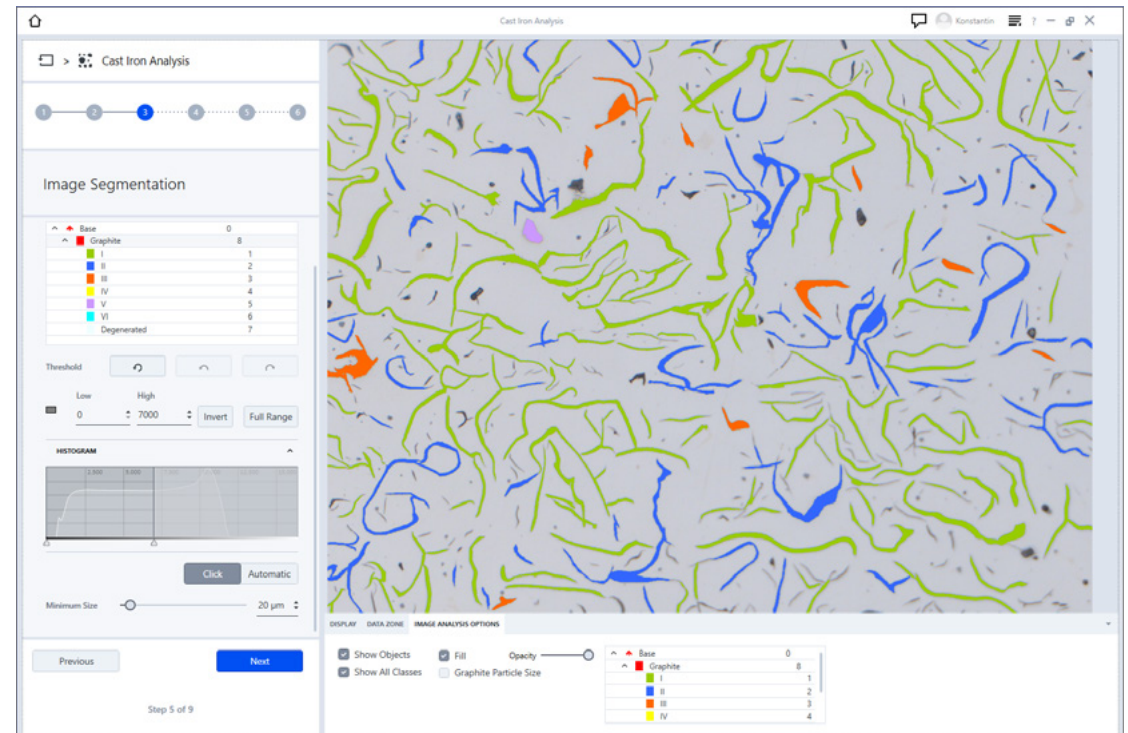 Cast Iron Analysis
Konstantin
?
> Cast Iron Analysis
1 2 3 4 5 6
Image Segmentation
Base 0
Graphite 8
I 1
II 2
III 3
IV 4
V 5
VI 6
Degenerated 7
Threshold
Low High
0 7000 Invert Full Range
HISTOGRAM
Click Automatic
Minimum Size 20 µm
Previous Next
Step 5 of 9
DISPLAY DATA ZONE IMAGE ANALYSIS OPTIONS
Show Objects Fill Opacity
Show All Classes Graphite Particle Size
Base 0
Graphite 8
I 1
II 2
III 3
IV 4